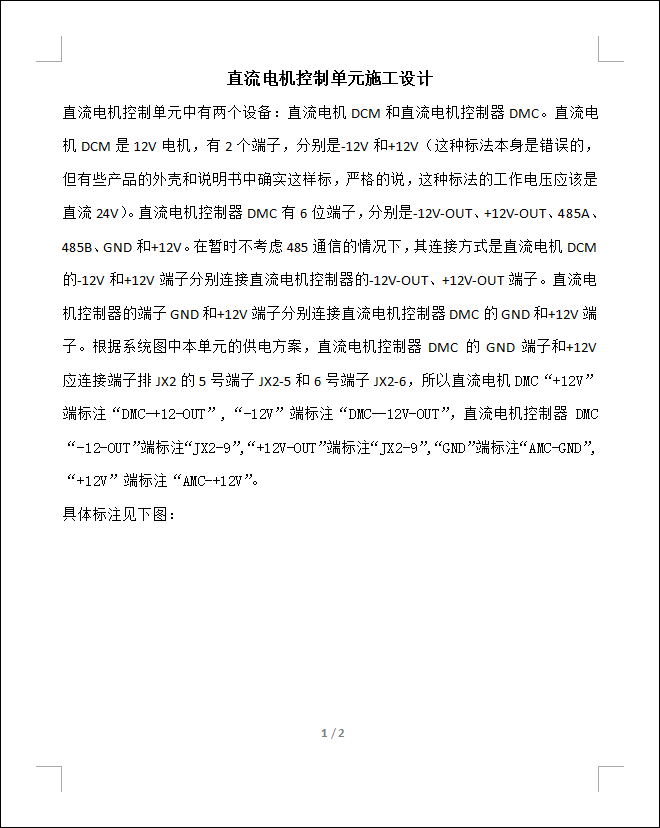 直流电机控制单元施工设计
直流电机控制单元中有两个设备：直流电机 DCM 和直流电机控制器 DMC。直流电
机 DCM 是 12V 电机，有 2 个端子，分别是-12V 和+12V（这种标法本身是错误的，
但有些产品的外壳和说明书中确实这样标，严格的说，这种标法的工作电压应该是
直流 24V）。直流电机控制器 DMC 有 6 位端子，分别是-12V-OUT、+12V-OUT、485A、
485B、GND 和+12V。在暂时不考虑 485 通信的情况下，其连接方式是直流电机 DCM
的-12V 和+12V 端子分别连接直流电机控制器的-12V-OUT、+12V-OUT 端子。直流电
机控制器的端子 GND 和+12V 端子分别连接直流电机控制器 DMC 的 GND 和+12V 端
子。根据系统图中本单元的供电方案，直流电机控制器 DMC 的 GND 端子和+12V
应连接端子排 JX2 的 5 号端子 JX2-5 和 6 号端子 JX2-6，所以直流电机 DMC“+12V”
端标注“DMC-+12-OUT”，“-12V”端标注“DMC--12V-OUT”，直流电机控制器 DMC
“-12-OUT”端标注“JX2-9”，“+12V-OUT”端标注“JX2-9”，“GND”端标注“AMC-GND”，
“+12V”端标注“AMC-+12V”。
具体标注见下图：
1 / 2